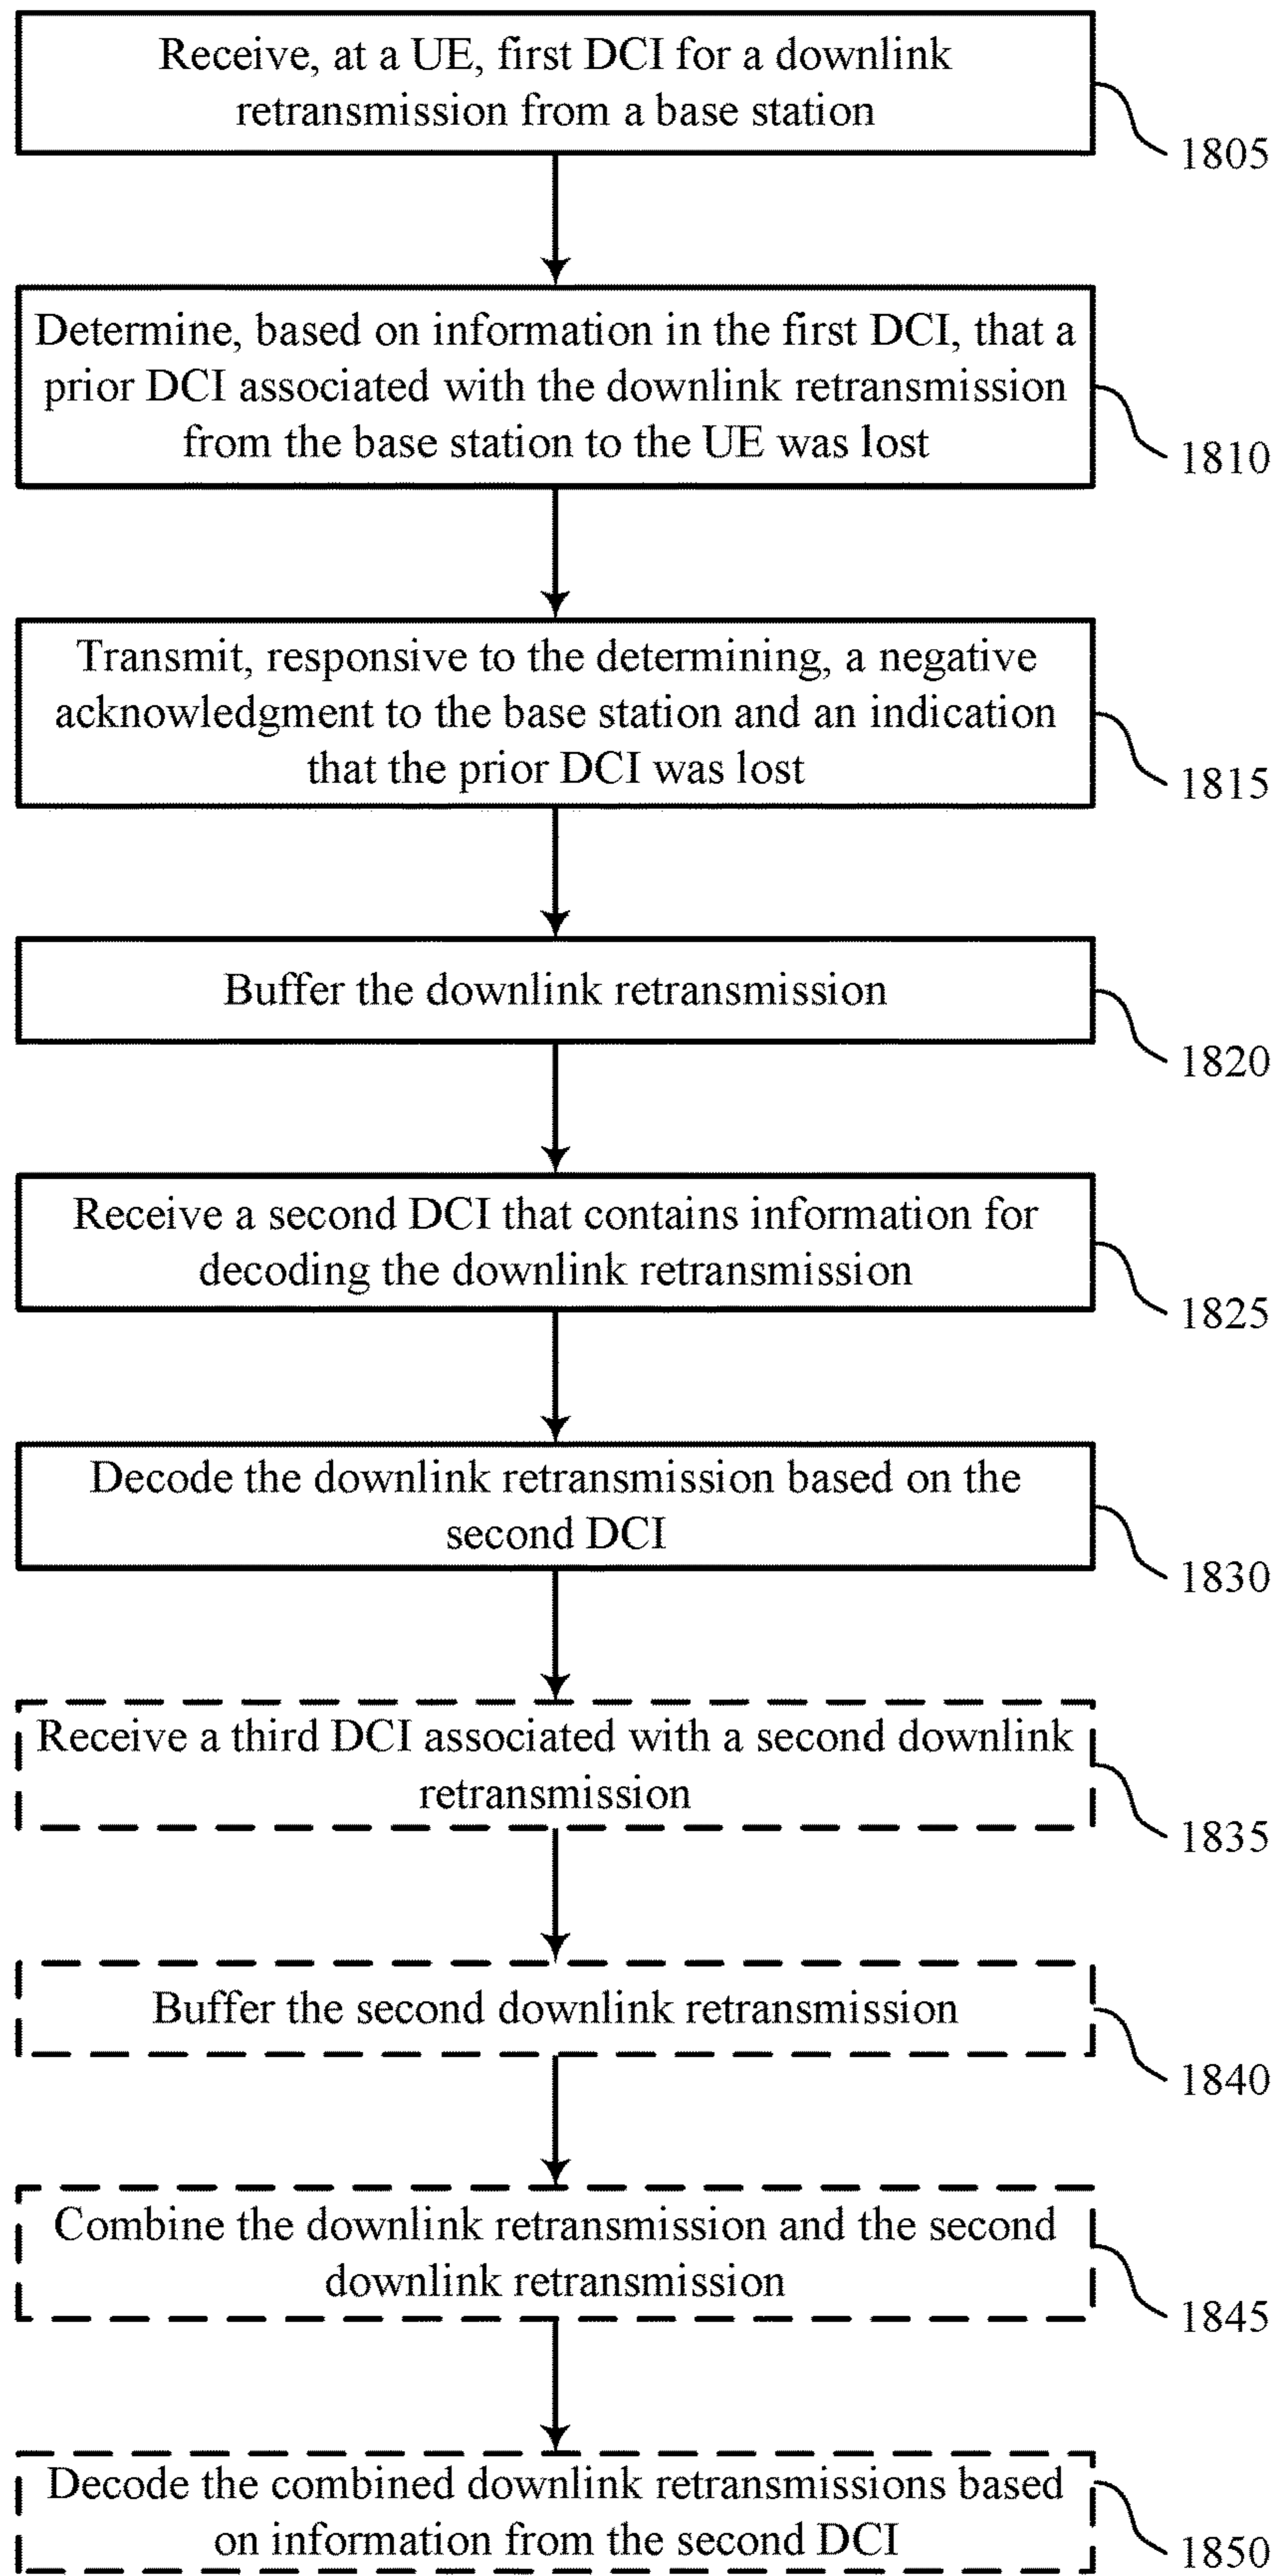 Receive, at a UE, first DCI for a downlink
retransmission from a base station
1805
Determine, based on information in the first DCI, that a
prior DCI associated with the downlink retransmission
from the base station to the UE was lost
1810
Transmit, responsive to the determining, a negative
acknowledgment to the base station and an indication
that the prior DCI was lost
1815
Buffer the downlink retransmission
1820
Receive a second DCI that contains information for
decoding the downlink retransmission
1825
Decode the downlink retransmission based on the
second DCI
1830
Receive a third DCI associated with a second downlink
retransmission
1835
Buffer the second downlink retransmission
1840
Combine the downlink retransmission and the second
downlink retransmission
1845
Decode the combined downlink retransmissions based
on information from the second DCI
1850